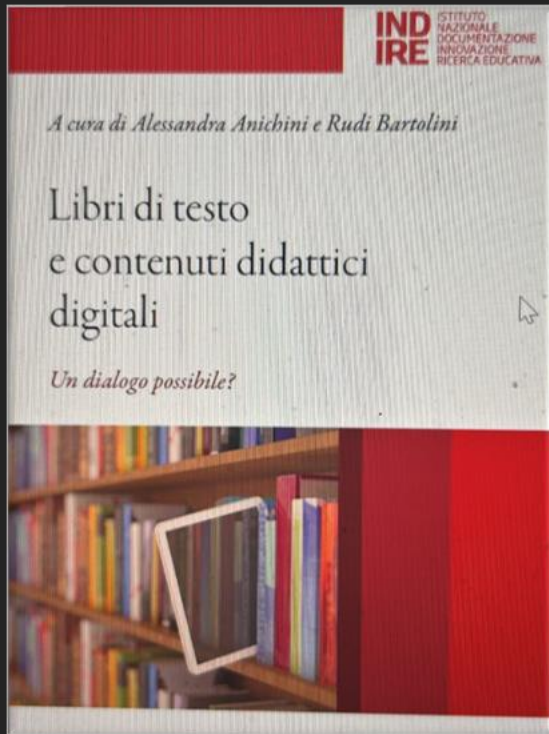 IND
IRE
ISTITUTO
NAZIONALE
DOCUMENTAZIONE
INNOVAZIONE
RICERCA EDUCATIVA
A cura di Alessandra Anichini e Rudi Bartolini
Libri di testo
e contenuti didattici
digitali
Un dialogo possibile?